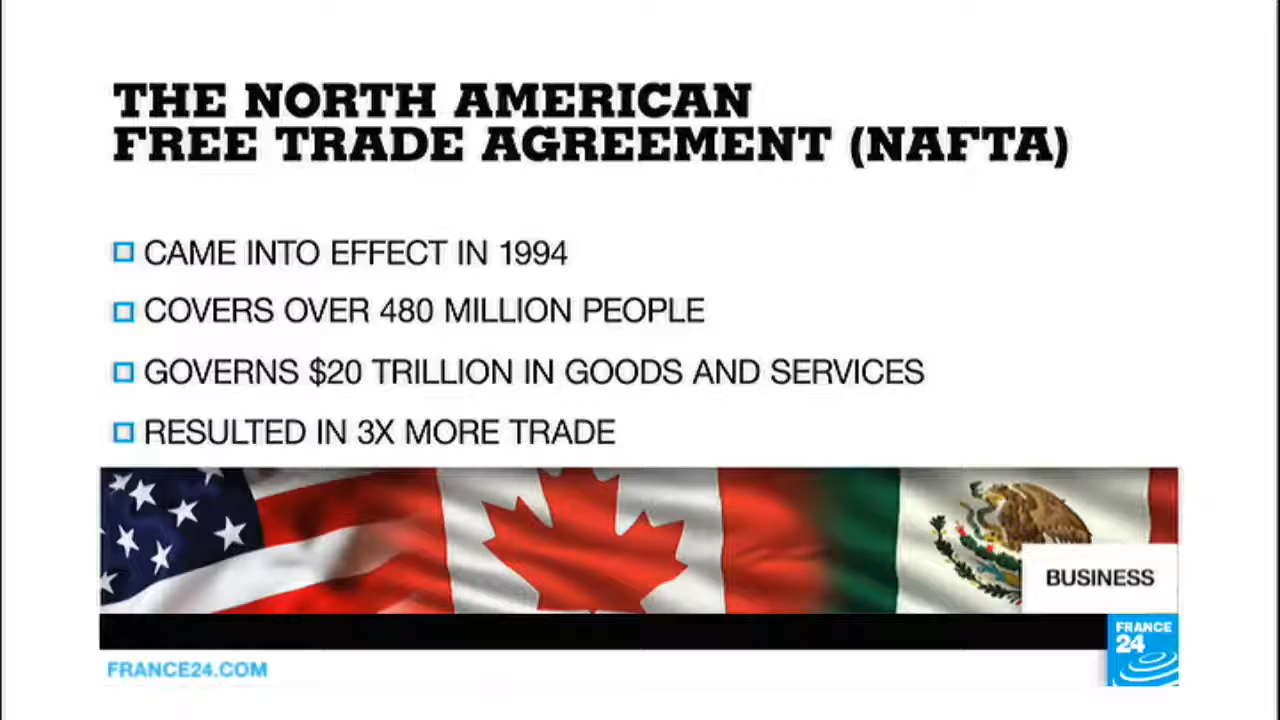 THE NORTH AMERICAN
FREE TRADE AGREEMENT (NAFTA)
CAME INTO EFFECT IN 1994
COVERS OVER 480 MILLION PEOPLE
GOVERNS $20 TRILLION IN GOODS AND SERVICES
RESULTED IN 3X MORE TRADE
BUSINESS
FRANCE
24
FRANCE24.COM